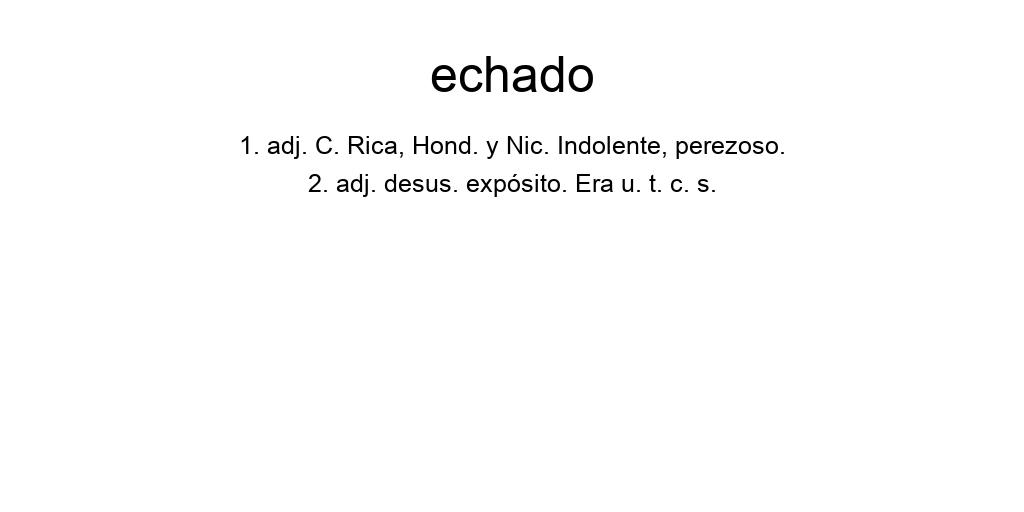 echado
1. adj. C. Rica, Hond. y Nic. Indolente, perezoso.
2. adj. desus. expósito. Era u. t. c. s.